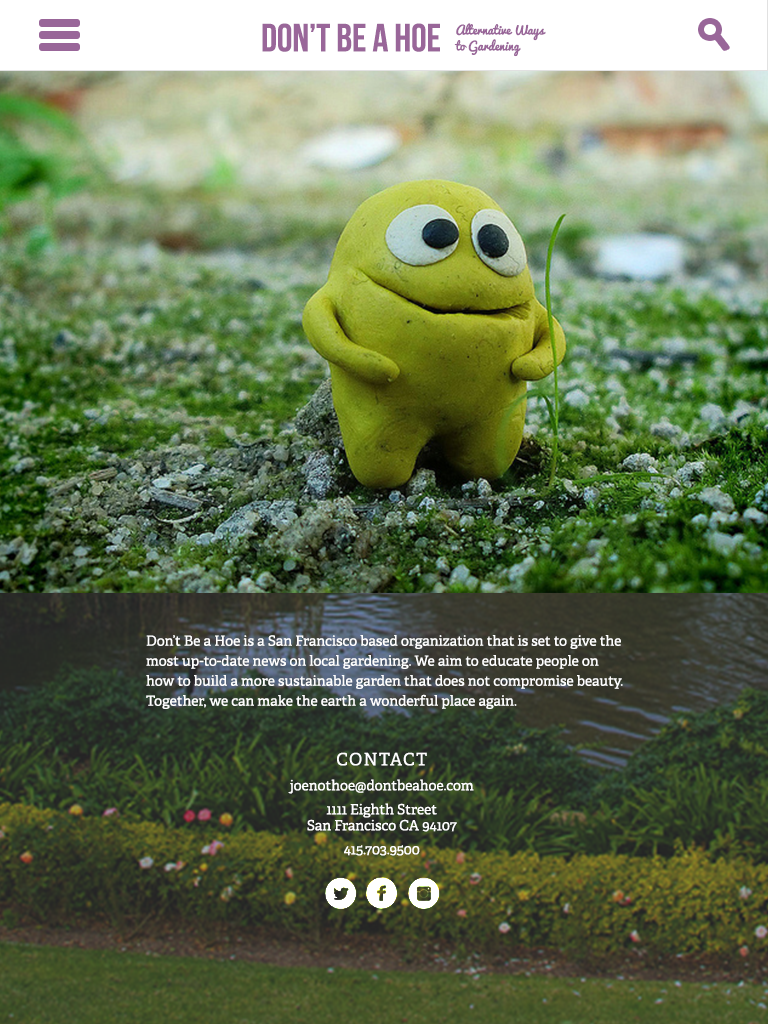 DON'T BE A HOE
Alternative Ways
to Gardening
Don't Be a Hoe is a San Francisco based organization that is set to give the
most up-to-date news on local gardening. We aim to educate people on
how to build a more sustainable garden that does not compromise beauty.
Together, we can make the earth a wonderful place again.
CONTACT
joenothoe@dontbeahoe.com
1111 Eighth Street
San Francisco CA 94107
415.703.9500